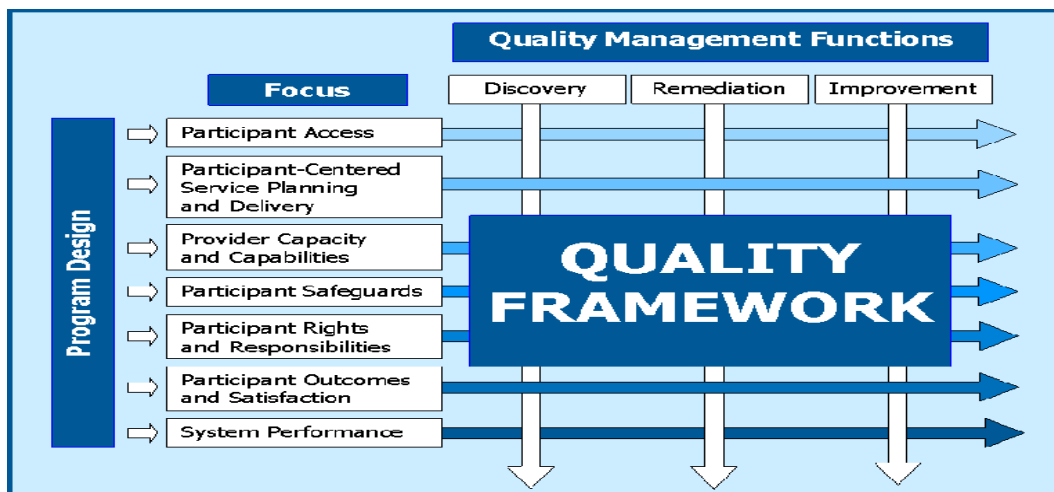 Quality Management Functions
Focus
Discovery
Remediation
Improvement
Program Design
Participant Access
Participant-Centered
Service Planning
and Delivery
Provider Capacity
and Capabilities
Participant Safeguards
Participant Rights
and Responsibilities
Participant Outcomes
and Satisfaction
System Performance
QUALITY
FRAMEWORK